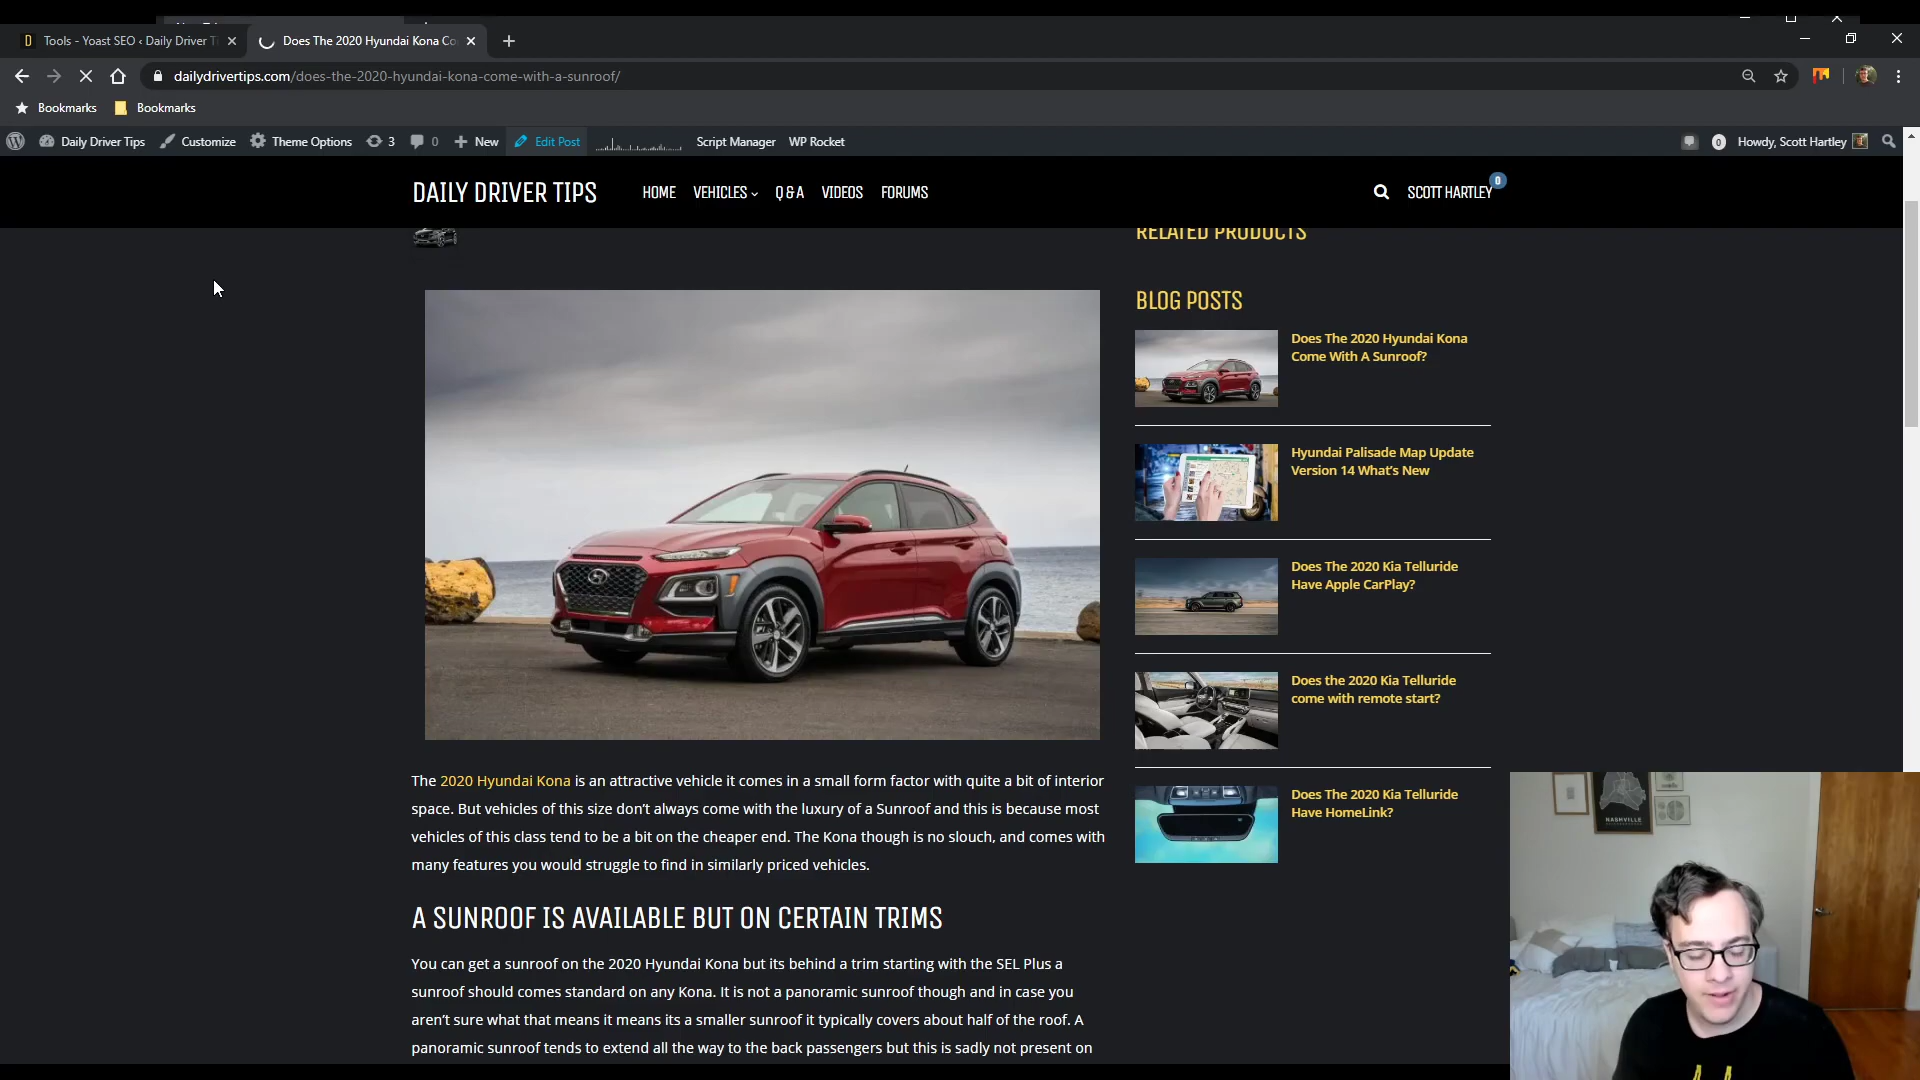 Tools - Yoast SEO ‹ Daily Driver Ti
Does The 2020 Hyundai Kona Co
dailydrivertips.com/does-the-2020-hyundai-kona-come-with-a-sunroof/
Bookmarks
Bookmarks
Daily Driver Tips
Customize
Theme Options
3
0
New
Edit Post
Script Manager
WP Rocket
0
Howdy, Scott Hartley
DAILY DRIVER TIPS
HOME
VEHICLES
Q & A
VIDEOS
FORUMS
SCOTT HARTLEY
0
RELATED PRODUCTS
BLOG POSTS
Does The 2020 Hyundai Kona
Come With A Sunroof?
Hyundai Palisade Map Update
Version 14 What's New
Does The 2020 Kia Telluride
Have Apple CarPlay?
Does the 2020 Kia Telluride
come with remote start?
Does The 2020 Kia Telluride
Have HomeLink?
The 2020 Hyundai Kona is an attractive vehicle it comes in a small form factor with quite a bit of interior
space. But vehicles of this size don't always come with the luxury of a Sunroof and this is because most
vehicles of this class tend to be a bit on the cheaper end. The Kona though is no slouch, and comes with
many features you would struggle to find in similarly priced vehicles.
A SUNROOF IS AVAILABLE BUT ON CERTAIN TRIMS
You can get a sunroof on the 2020 Hyundai Kona but its behind a trim starting with the SEL Plus a
sunroof should comes standard on any Kona. It is not a panoramic sunroof though and in case you
aren't sure what that means it means its a smaller sunroof it typically covers about half of the roof. A
panoramic sunroof tends to extend all the way to the back passengers but this is sadly not present on
NASHVILLE